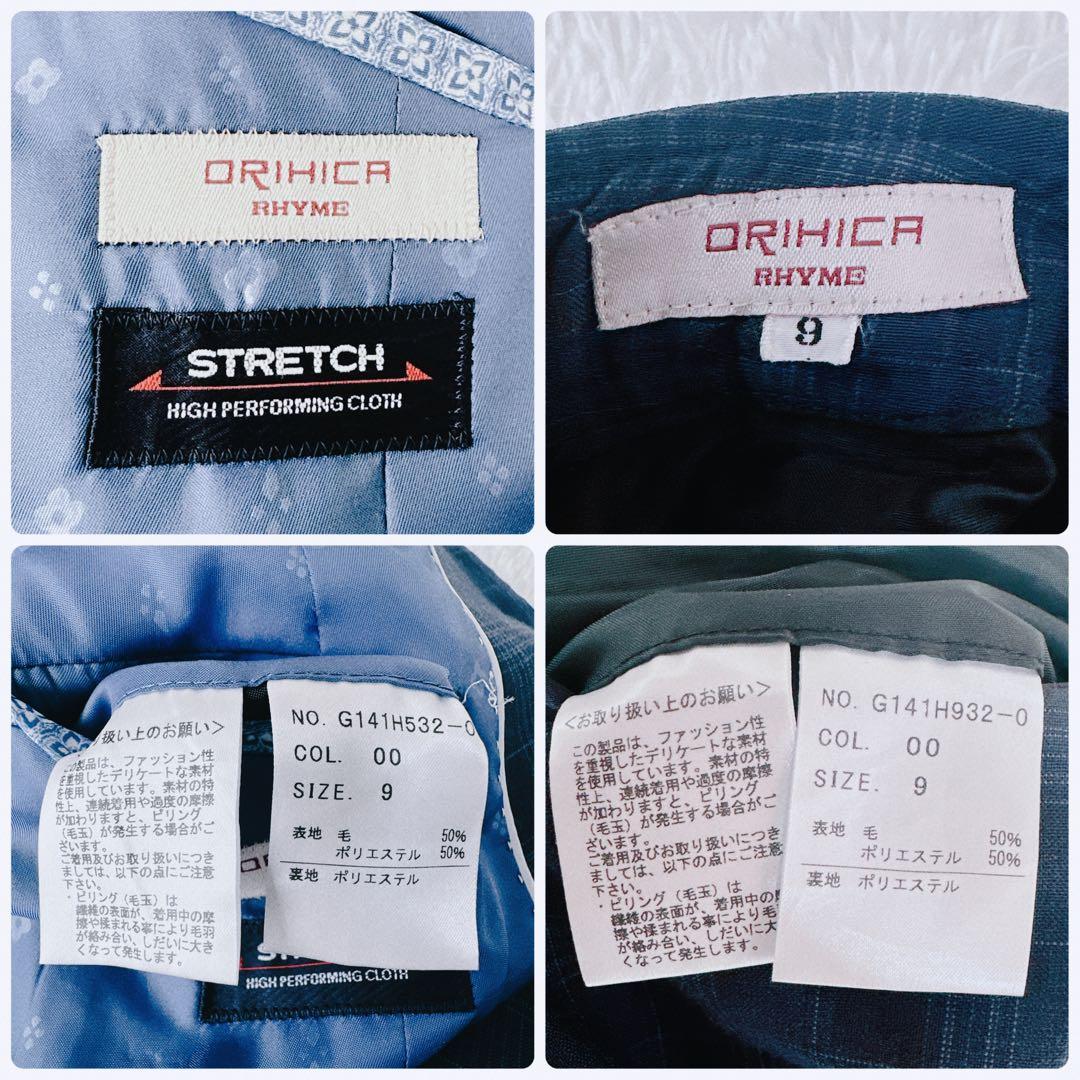 ORIHICA
RHYME
STRETCH
HIGH PERFORMING CLOTH
ORIHICA
RHYME
9
扱い上のお願い>
この製品は、ファッション性
を重視したデリケートな素材
を使用しています。素材の特
性上、連続着用や過度の摩擦
が加わりますと、ピリング
(毛玉)が発生する場合がご
ざいます。
ご着用及びお取り扱いにつき
ましては、以下の点にご注意
下さい。
・ピリング(毛玉)は
繊維の表面が、着用中の摩
擦や揉まれる事により毛羽
が絡み合い、しだいに大き
くなって発生します。
NO. G141H532-0
COL. 00
SIZE. 9
表地 毛 50%
ポリエステル 50%
裏地 ポリエステル
HIGH PERFORMING CLOTH
<お取り扱い上のお願い>
この製品は、ファッション性
を重視したデリケートな素材
を使用しています。素材の特
性上、連続着用や過度の摩擦
が加わりますと、ピリング
(毛玉)が発生する場合がご
ざいます。
ご着用及びお取り扱いにつき
ましては、以下の点にご注意
下さい。
・ピリング(毛玉)は
繊維の表面が、着用中の摩
擦や揉まれる事により毛羽
が絡み合い、しだいに大き
くなって発生します。
NO. G141H932-0
COL. 00
SIZE. 9
表地 毛 50%
ポリエステル 50%
裏地 ポリエステル